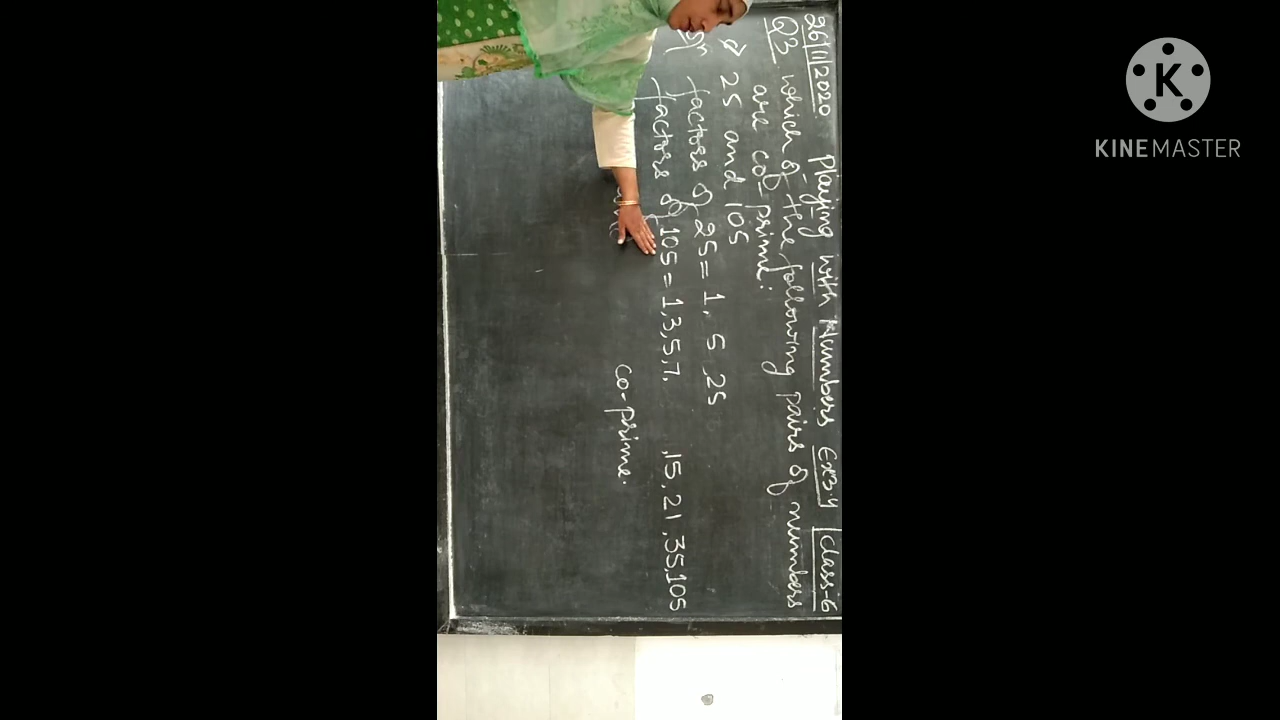 26/11/2020 Playing with Numbers Ex3.4 Class-6
Q3 which of the following pairs of numbers
are co-prime:
25 and 105
Sol factors of 25 = 1, 5, 25
factors of 105 = 1,3,5,7, ,15,21,35,105
co-prime.
K
KINEMASTER